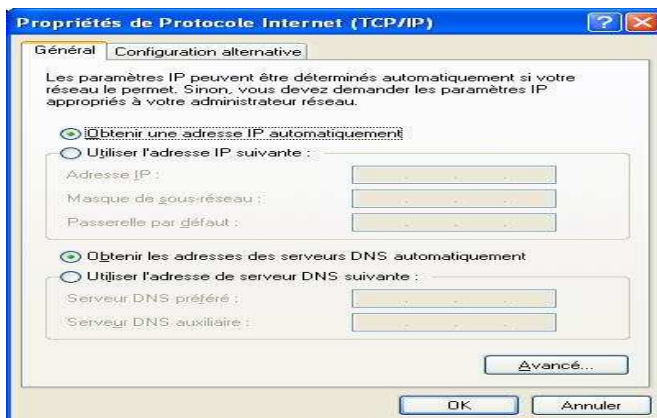 Propriétés de Protocole Internet (TCP/IP)
Général
Configuration alternative
Les paramètres IP peuvent être déterminés automatiquement si votre
réseau le permet. Sinon, vous devez demander les paramètres IP
appropriés à votre administrateur réseau.
Obtenir une adresse IP automatiquement
Utiliser l'adresse IP suivante :
Adresse IP :
Masque de sous-réseau :
Passerelle par défaut :
Obtenir les adresses des serveurs DNS automatiquement
Utiliser l'adresse de serveur DNS suivante :
Serveur DNS préféré :
Serveur DNS auxiliaire :
Avancé...
OK
Annuler